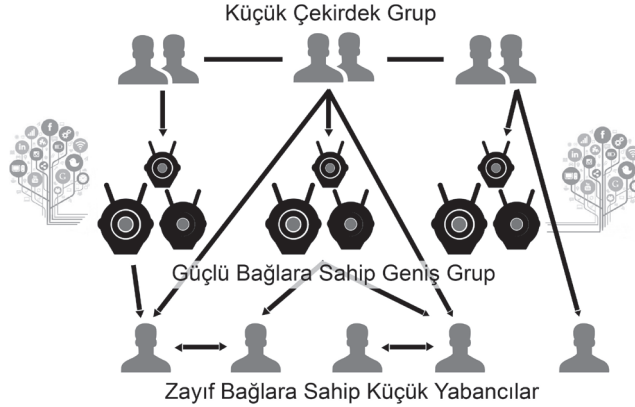 Küçük Çekirdek Grup
Güçlü Bağlara Sahip Geniş Grup
Zayıf Bağlara Sahip Küçük Yabancılar